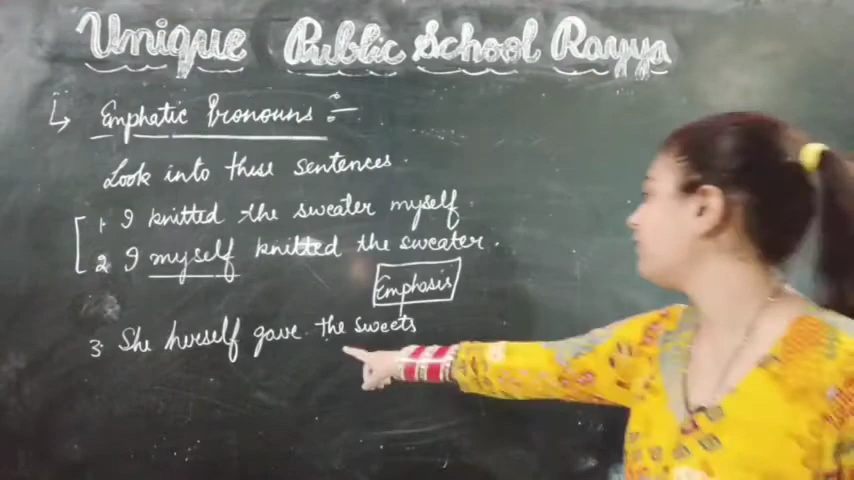 Unique Public School Rayya
↳ Emphatic Pronouns :-
Look into these sentences.
1. I knitted the sweater myself.
2. I myself knitted the sweater.
Emphasis
3. She herself gave the sweets